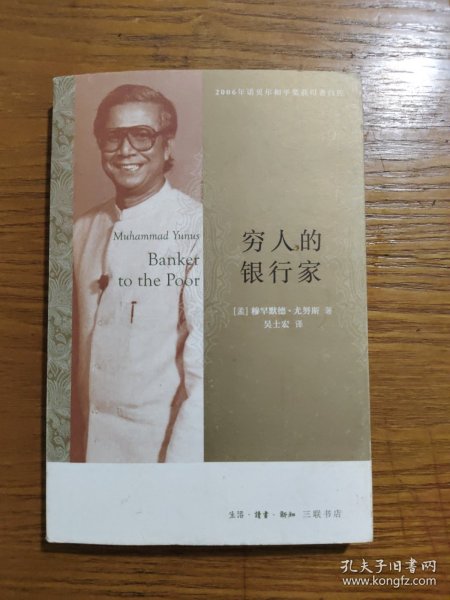 2006年诺贝尔和平奖获得者自传
Muhammad Yunus
Banker
to the Poor
穷人的
银行家
[孟] 穆罕默德·尤努斯 著
吴士宏 译
生活·读书·新知 三联书店
孔夫子旧书网
www.kongfz.com